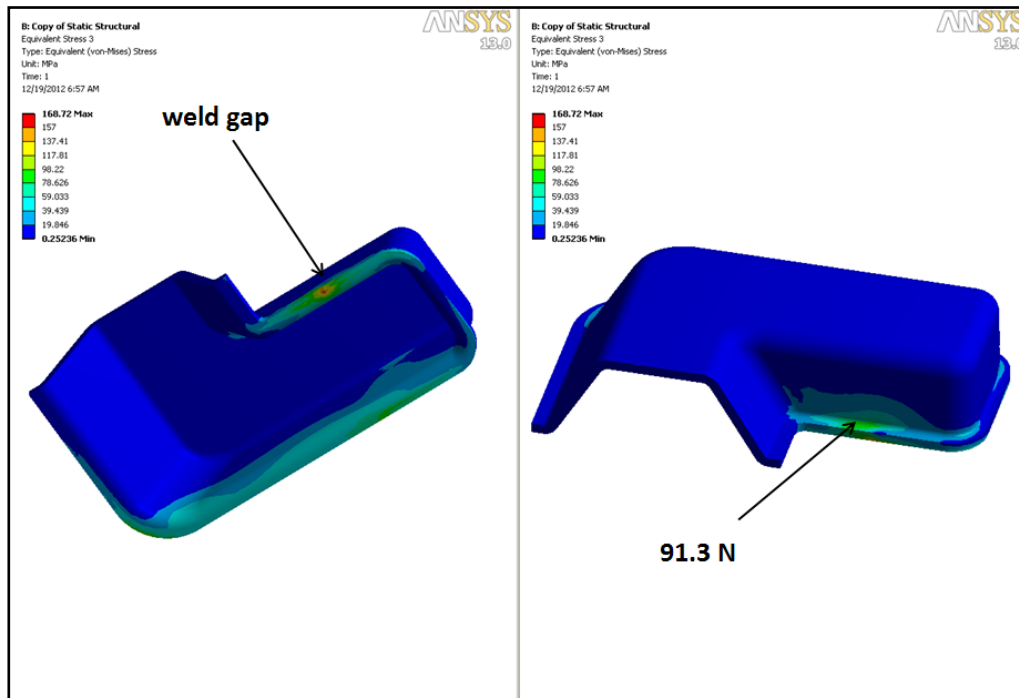 B: Copy of Static Structural
Equivalent Stress 3
Type: Equivalent (von-Mises) Stress
Unit: MPa
Time: 1
12/19/2012 6:57 AM
ANSYS
13.0
168.72 Max
157
137.41
117.81
98.22
78.626
59.033
39.439
19.846
0.25236 Min
weld gap
B: Copy of Static Structural
Equivalent Stress 3
Type: Equivalent (von-Mises) Stress
Unit: MPa
Time: 1
12/19/2012 6:57 AM
ANSYS
13.0
168.72 Max
157
137.41
117.81
98.22
78.626
59.033
39.439
19.846
0.25236 Min
91.3 N